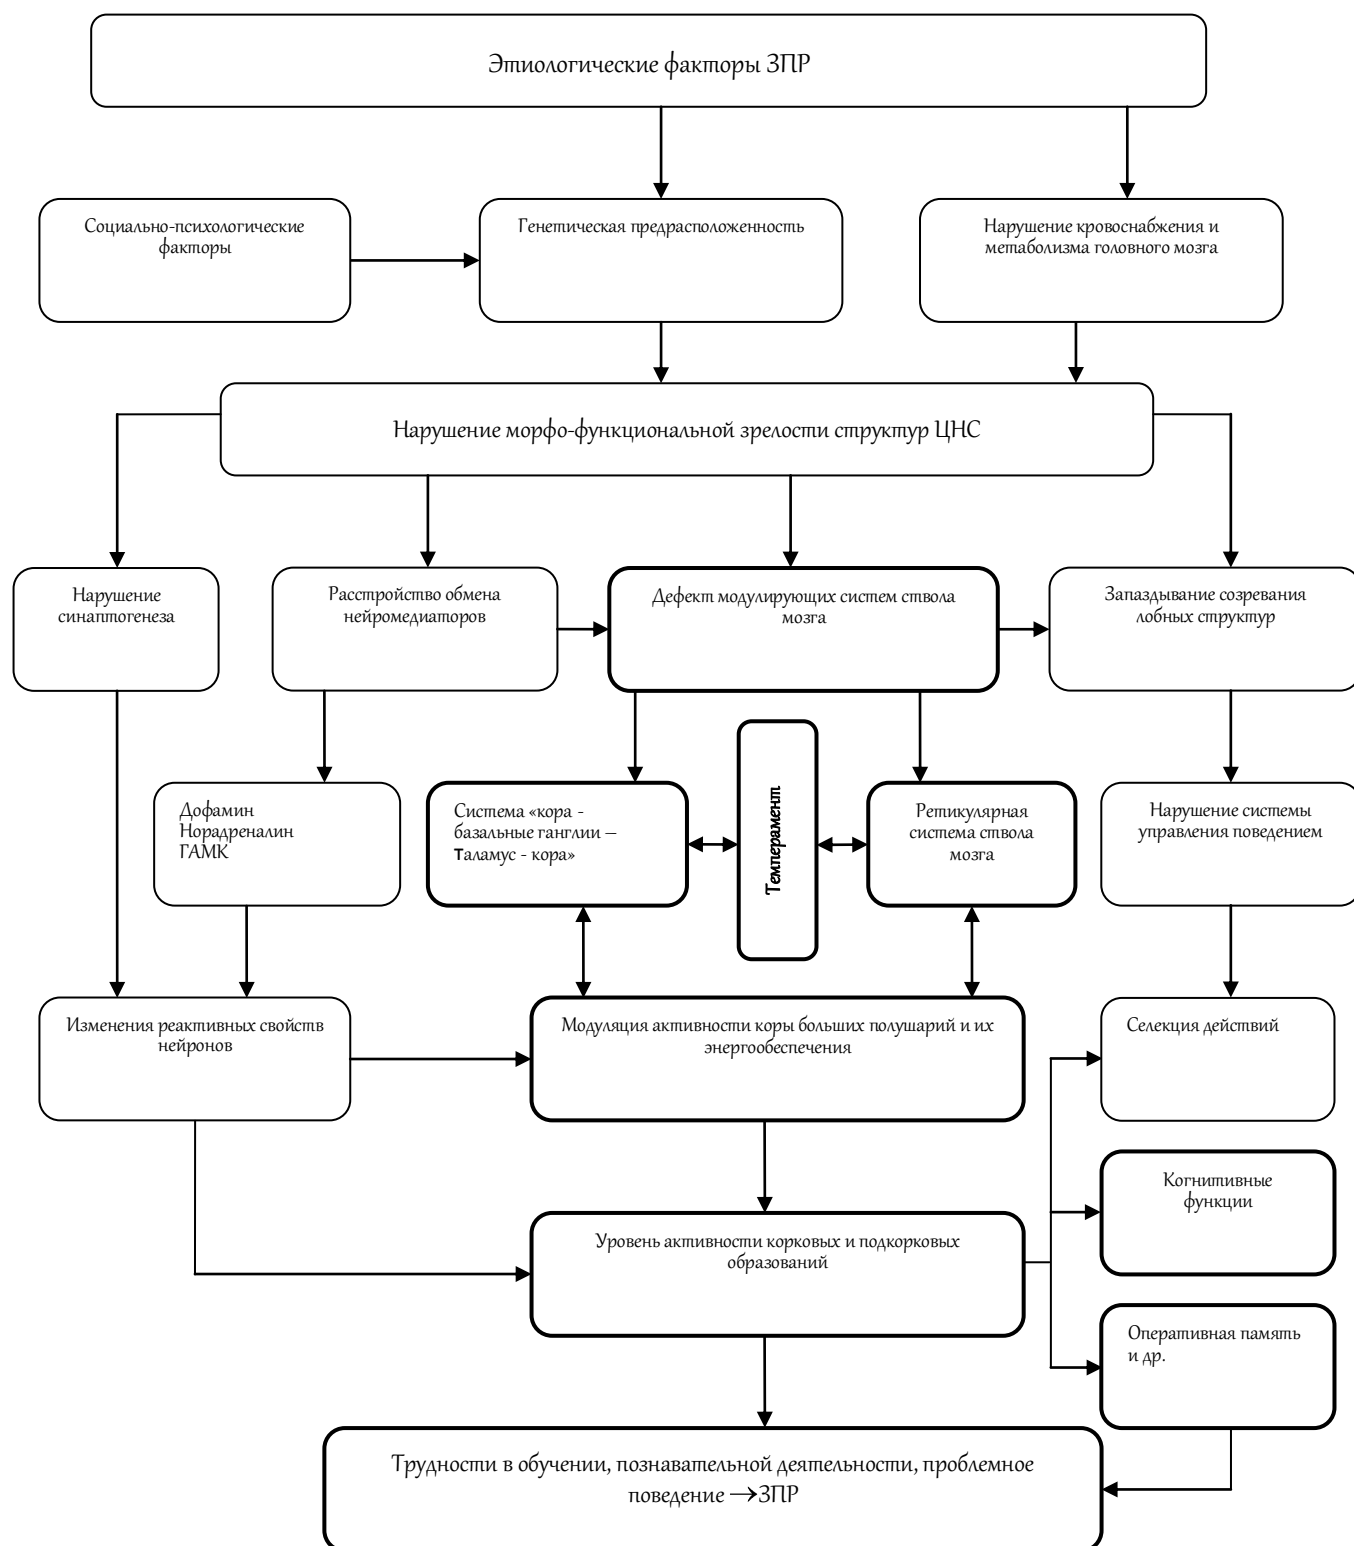 Этиологические факторы ЗПР
Социально-психологические
факторы
Генетическая предрасположенность
Нарушение кровоснабжения и
метаболизма головного мозга
Нарушение морфо-функциональной зрелости структур ЦНС
Нарушение
синаптогенеза
Расстройство обмена
нейромедиаторов
Дефект модулирующих систем ствола
мозга
Запаздывание созревания
лобных структур
Дофамин
Норадреналин
ГАМК
Система «кора -
базальные ганглии –
Таламус - кора»
Темперамент
Ретикулярная
система ствола
мозга
Нарушение системы
управления поведением
Изменения реактивных свойств
нейронов
Модуляция активности коры больших полушарий и их
энергообеспечения
Селекция действий
Когнитивные
функции
Уровень активности корковых и подкорковых
образований
Оперативная память
и др.
Трудности в обучении, познавательной деятельности, проблемное
поведение →ЗПР